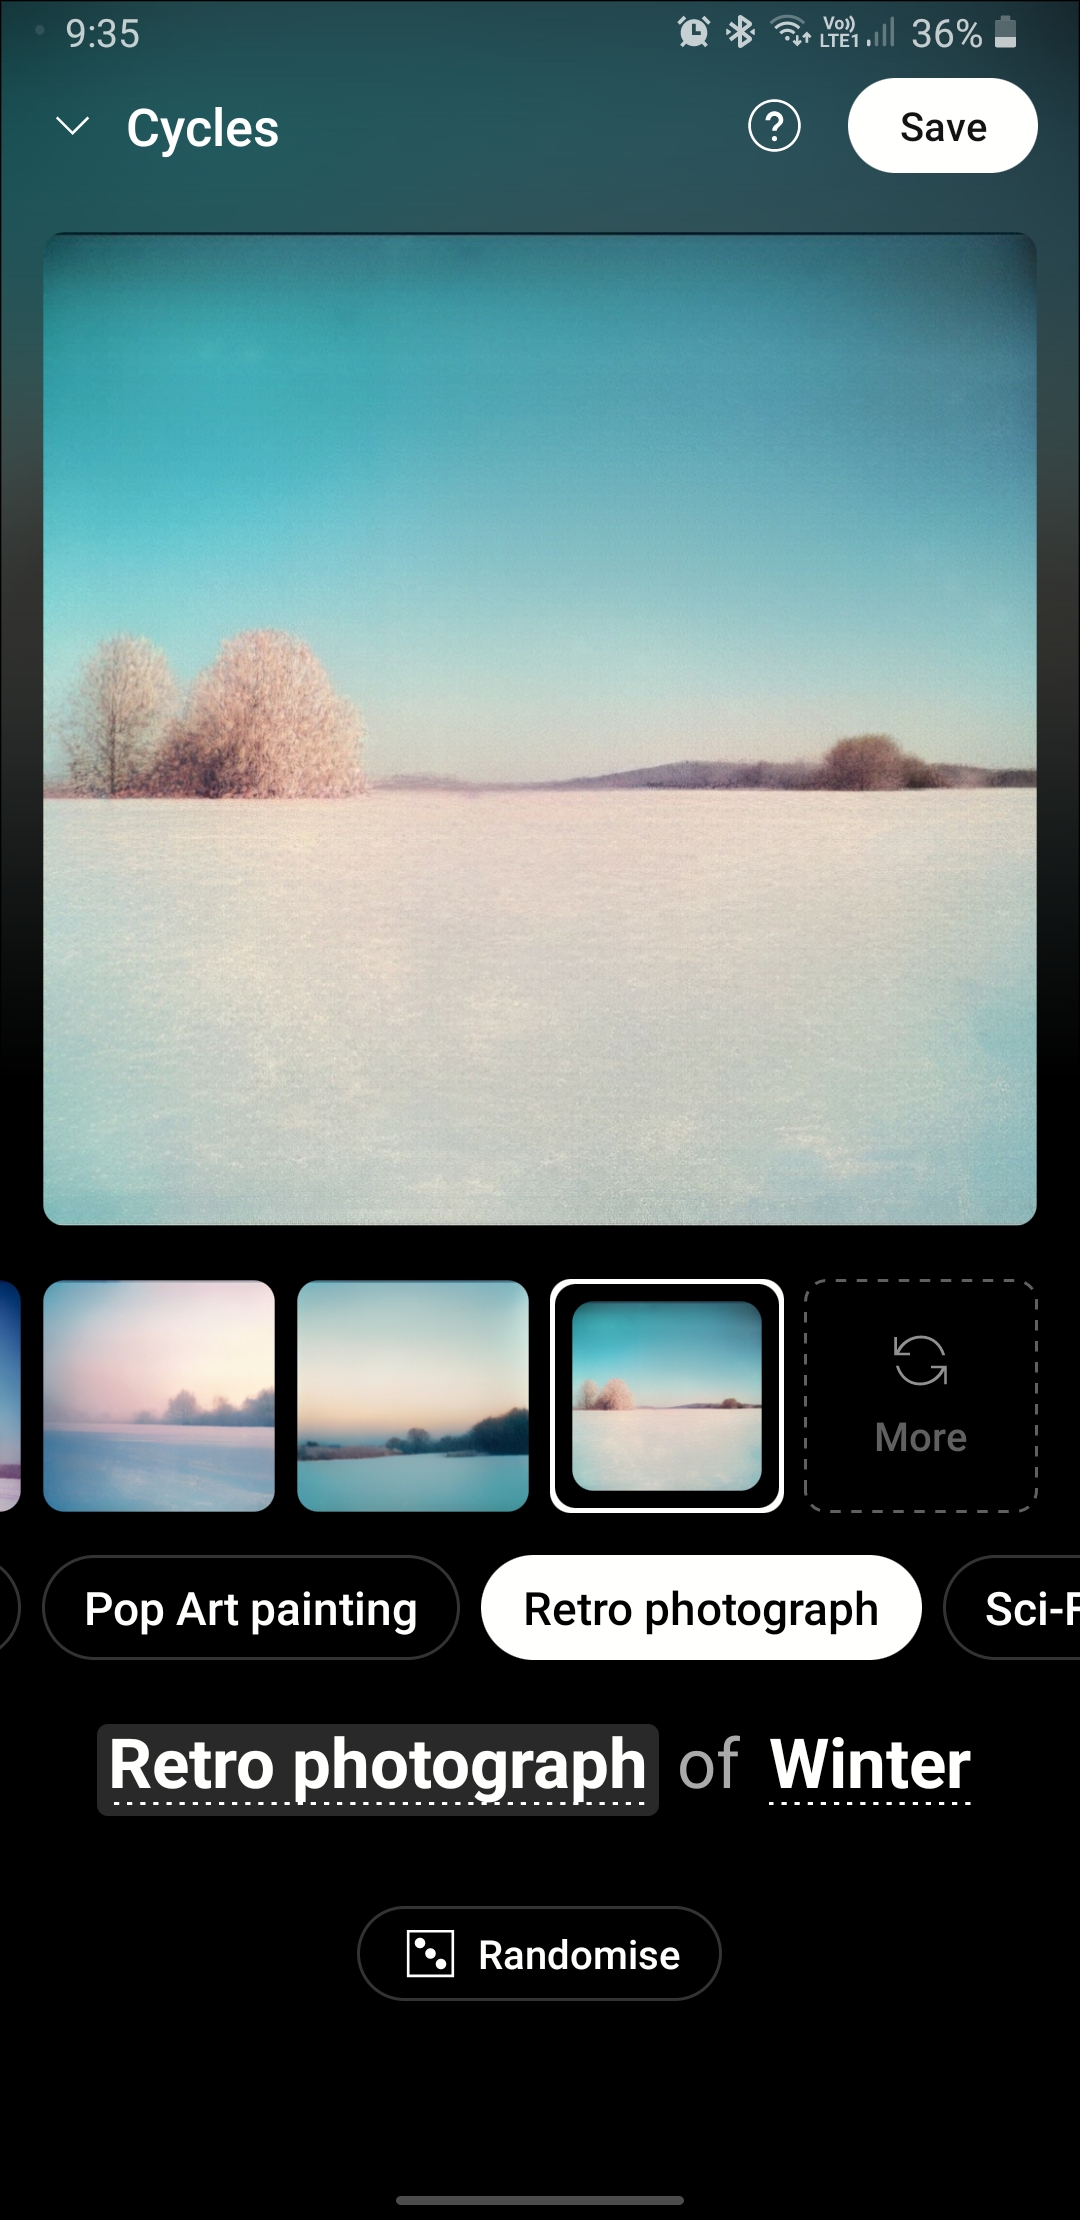 9:35 Vo)) LTE1 36%
Cycles ? Save
More
Pop Art painting Retro photograph Sci-F
Retro photograph of Winter
Randomise